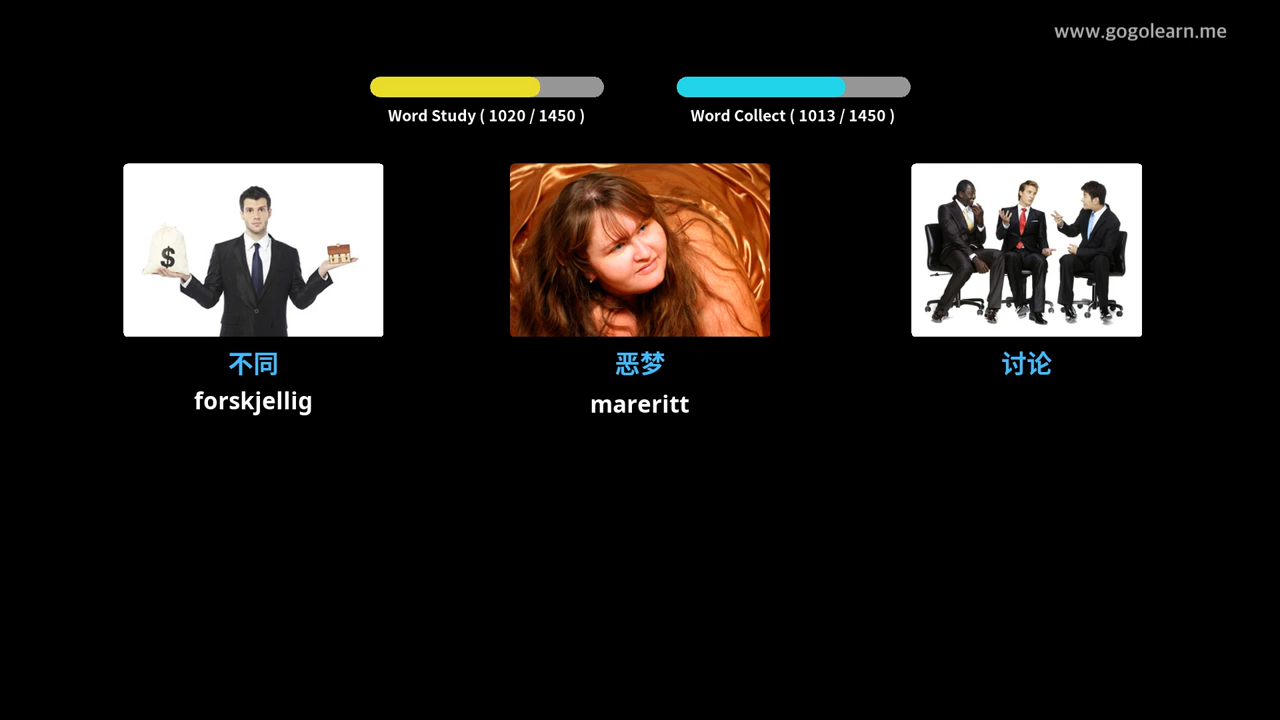 www.gogolearn.me
Word Study ( 1020 / 1450 )
Word Collect ( 1013 / 1450 )
$
不同
恶梦
讨论
forskjellig
mareritt